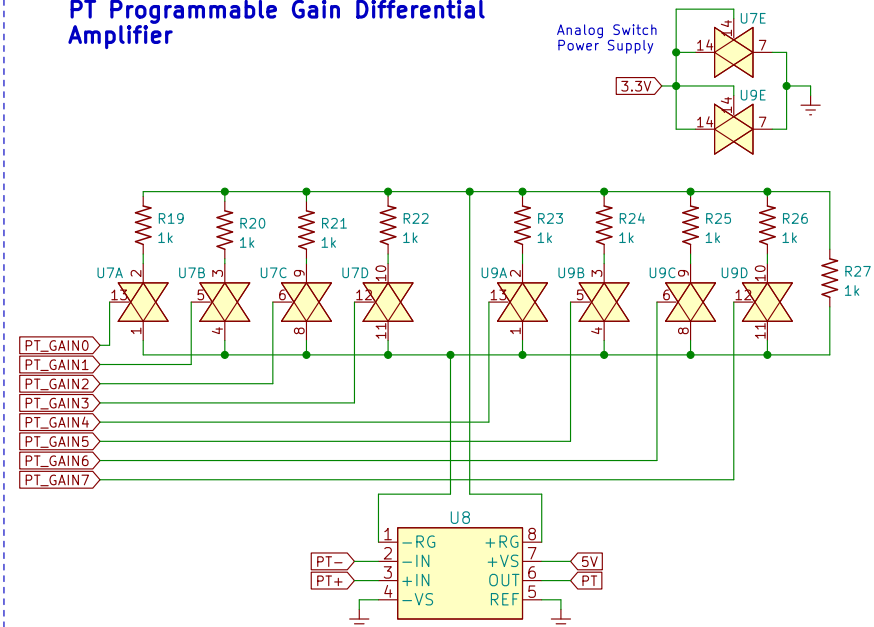 PT Programmable Gain Differential
Amplifier
Analog Switch
Power Supply
U7E
14
14 7
3.3V
U9E
14
14 7
R19 R20 R21 R22 R23 R24 R25 R26
1k 1k 1k 1k 1k 1k 1k 1k
R27
1k
U7A 2 U7B 3 U7C 9 U7D 10 U9A 2 U9B 3 U9C 9 U9D 10
13 5 6 12 13 5 6 12
1 4 8 11 1 4 8 11
PT_GAIN0
PT_GAIN1
PT_GAIN2
PT_GAIN3
PT_GAIN4
PT_GAIN5
PT_GAIN6
PT_GAIN7
U8
1 -RG +RG 8
PT- 2 -IN +VS 7 5V
PT+ 3 +IN OUT 6 PT
4 -VS REF 5